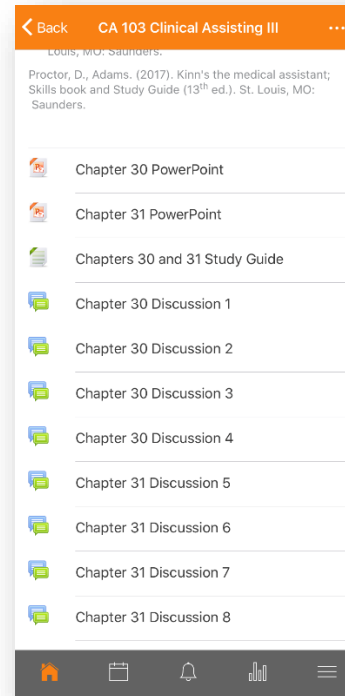 Back CA 103 Clinical Assisting III ...
Louis, MO: Saunders.
Proctor, D., Adams. (2017). Kinn's the medical assistant;
Skills book and Study Guide (13th ed.). St. Louis, MO:
Saunders.
Chapter 30 PowerPoint
Chapter 31 PowerPoint
Chapters 30 and 31 Study Guide
Chapter 30 Discussion 1
Chapter 30 Discussion 2
Chapter 30 Discussion 3
Chapter 30 Discussion 4
Chapter 31 Discussion 5
Chapter 31 Discussion 6
Chapter 31 Discussion 7
Chapter 31 Discussion 8